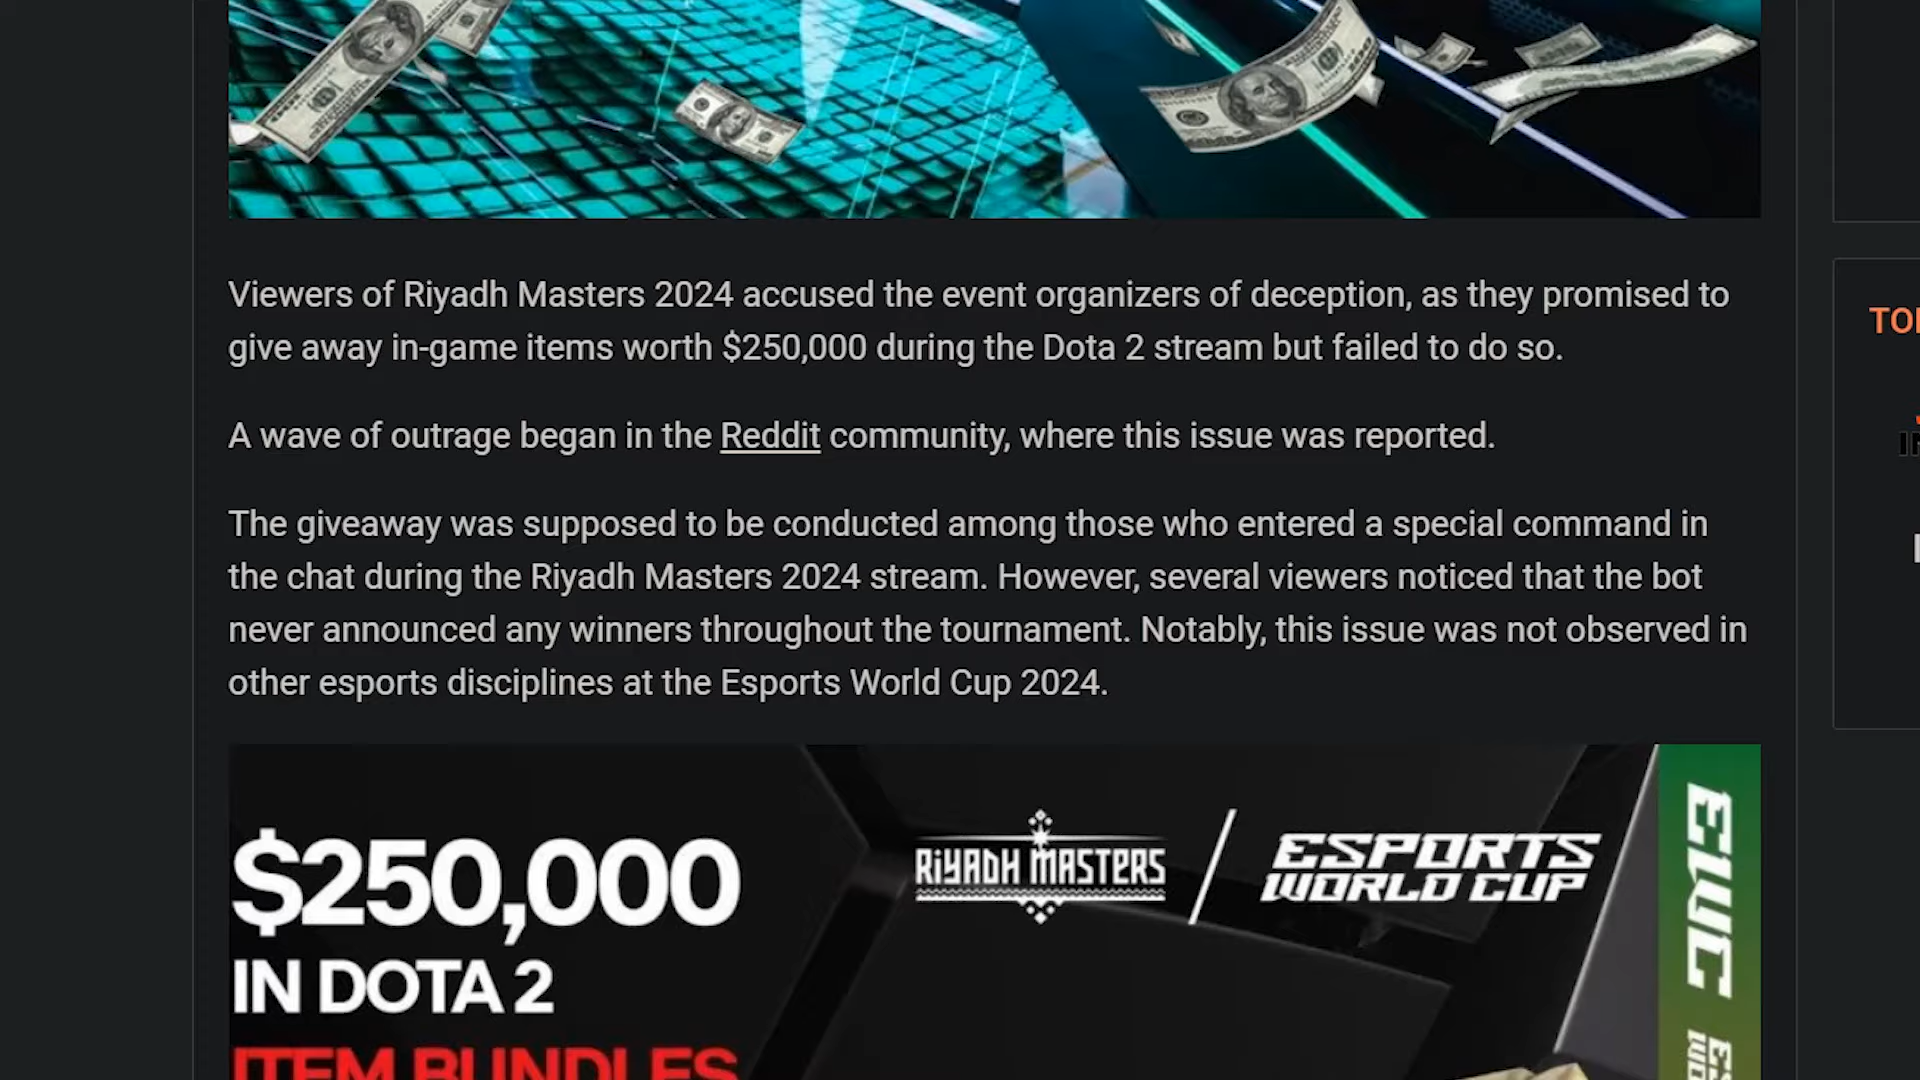 Viewers of Riyadh Masters 2024 accused the event organizers of deception, as they promised to
give away in-game items worth $250,000 during the Dota 2 stream but failed to do so.
A wave of outrage began in the Reddit community, where this issue was reported.
The giveaway was supposed to be conducted among those who entered a special command in
the chat during the Riyadh Masters 2024 stream. However, several viewers noticed that the bot
never announced any winners throughout the tournament. Notably, this issue was not observed in
other esports disciplines at the Esports World Cup 2024.
$250,000
IN DOTA 2
ITEM BUNDLES
RIYADH MASTERS
ESPORTS
WORLD CUP
EWC